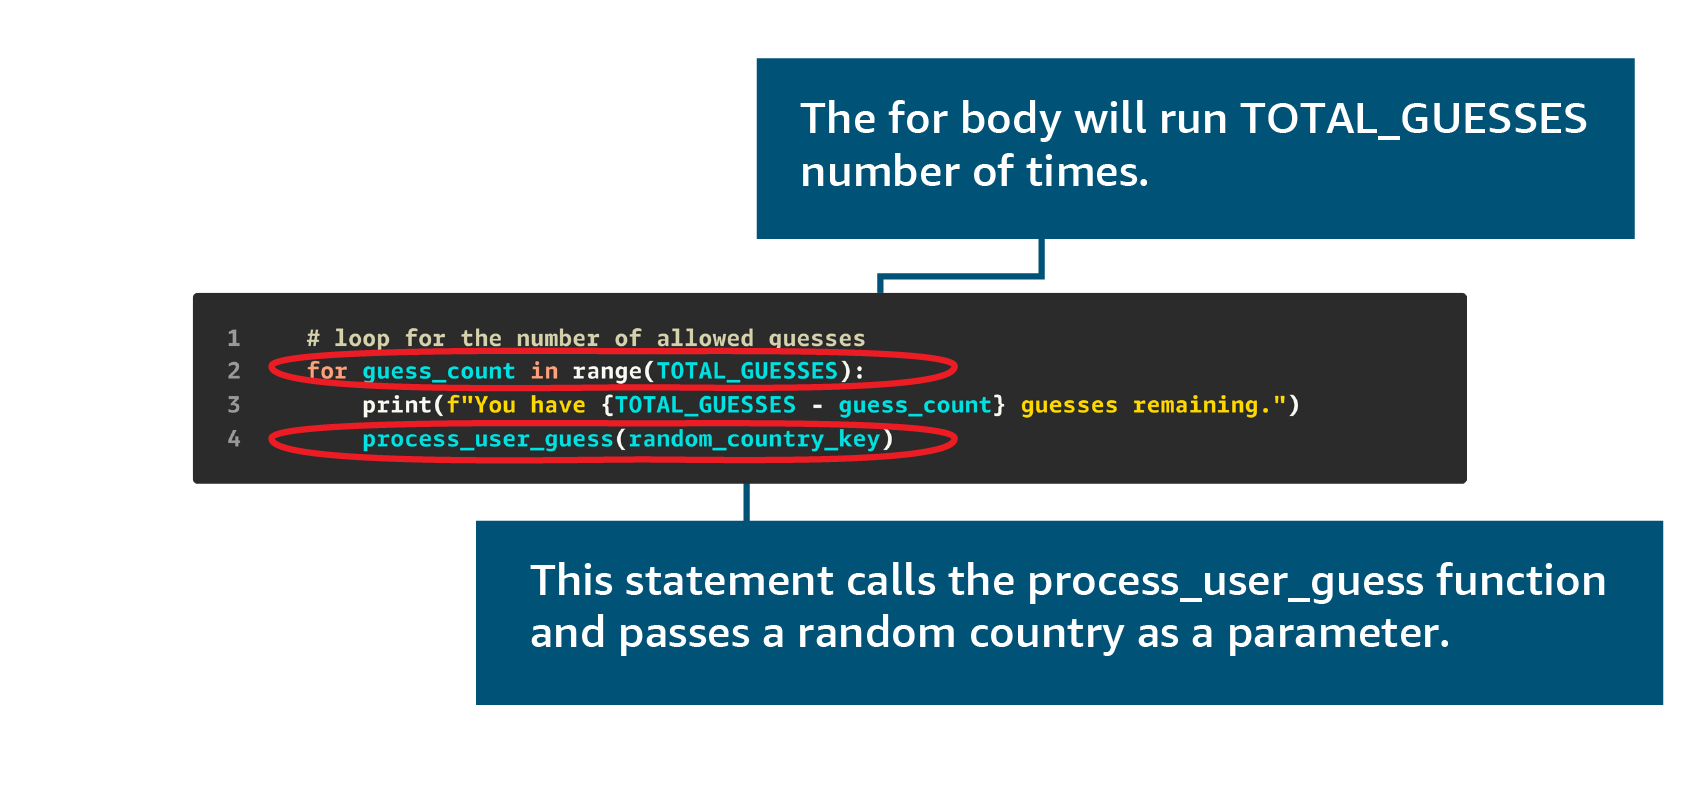 The for body will run TOTAL_GUESSES
number of times.
1 # loop for the number of allowed guesses
2 for guess_count in range(TOTAL_GUESSES):
3 print(f"You have {TOTAL_GUESSES - guess_count} guesses remaining.")
4 process_user_guess(random_country_key)
This statement calls the process_user_guess function
and passes a random country as a parameter.